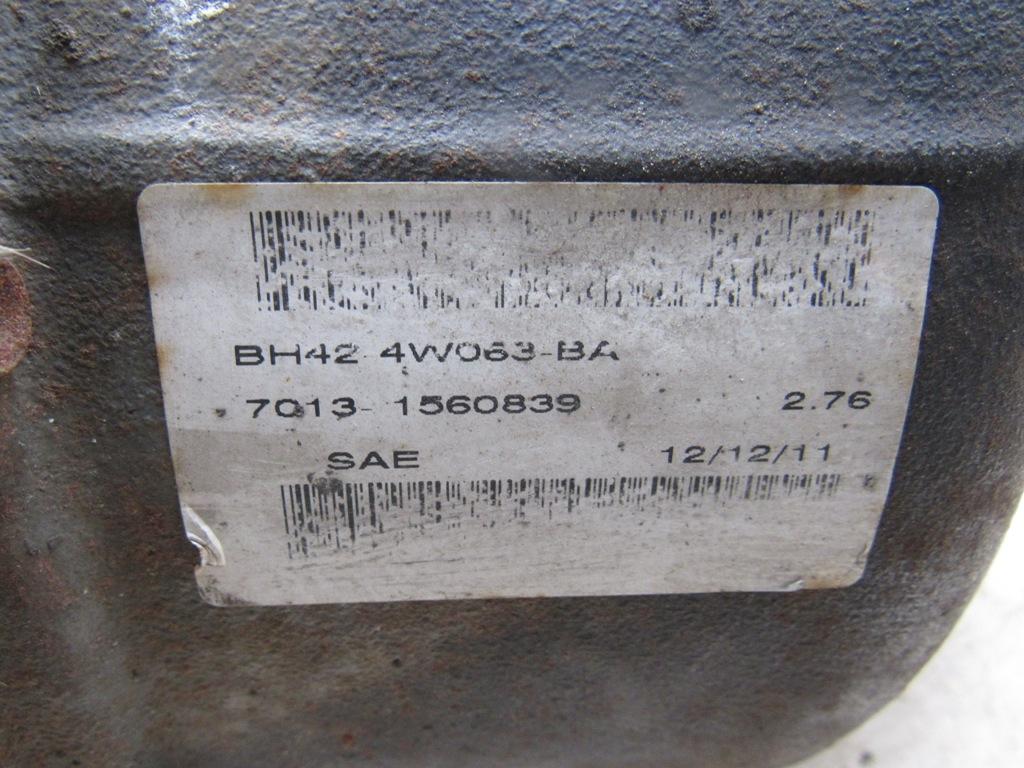 BH42 4W063-BA
7013- 1560839 2.76
SAE 12/12/11